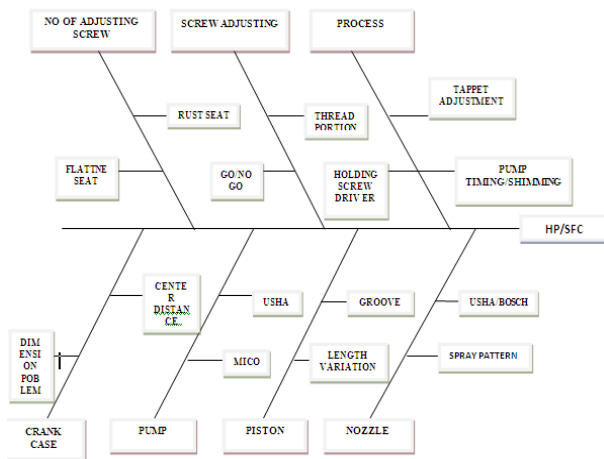 NO OF ADJUSTING
SCREW
SCREW ADJUSTING
PROCESS
RUST SEAT
THREAD
PORTION
TAPPET
ADJUSTMENT
FLATTNE
SEAT
GO/NO
GO
HOLDING
SCREW
DRIVER
PUMP
TIMING/SHIMMING
HP/SFC
CENTE
R
DISTAN
CE
USHA
GROOVE
USHA/BOSCH
DIM
ENSI
ON
POB
LEM
MICO
LENGTH
VARIATION
SPRAY PATTERN
CRANK
CASE
PUMP
PISTON
NOZZLE